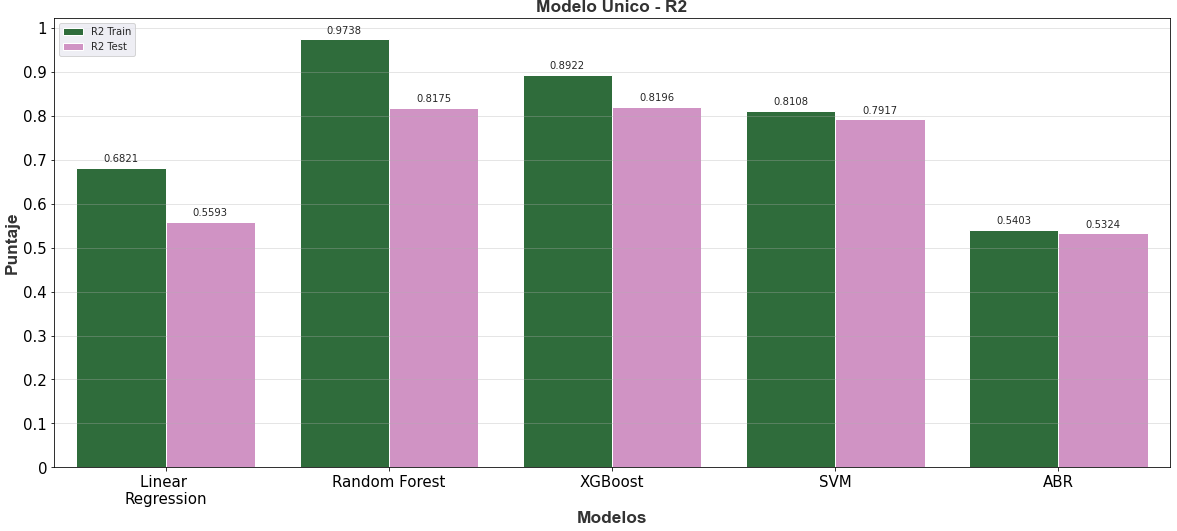 Modelo Unico - R2
R2 Train
R2 Test
Puntaje
1
0.9
0.8
0.7
0.6
0.5
0.4
0.3
0.2
0.1
0
0.6821
0.5593
0.9738
0.8175
0.8922
0.8196
0.8108
0.7917
0.5403
0.5324
Linear
Regression
Random Forest
XGBoost
SVM
ABR
Modelos